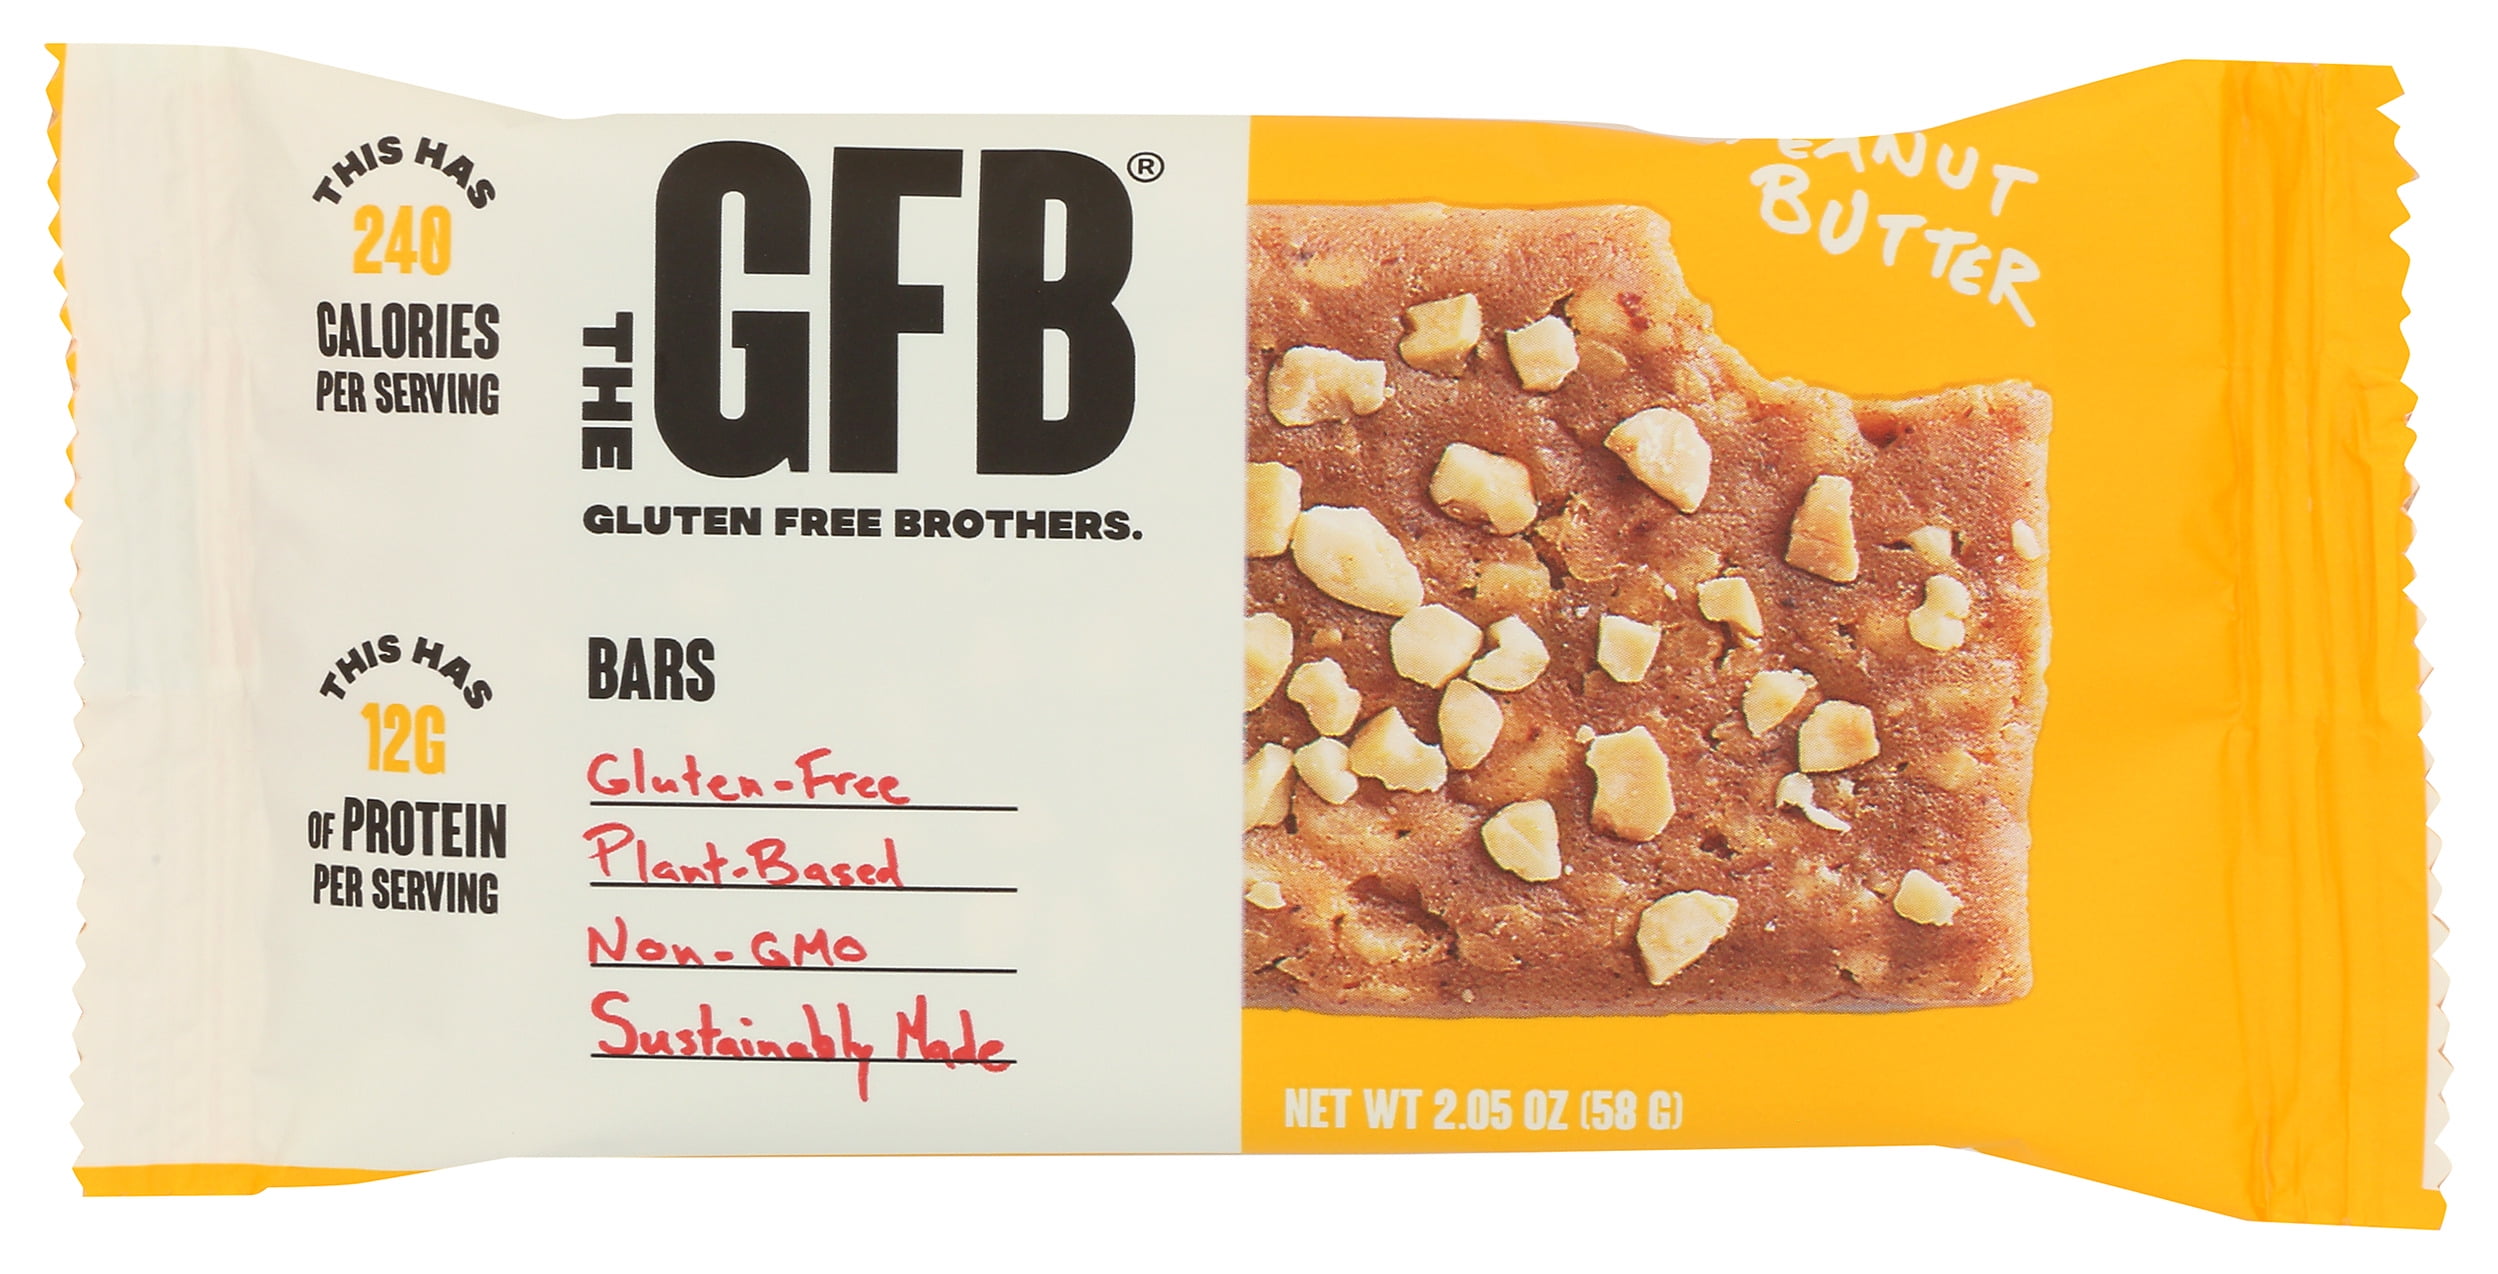 THIS HAS
240
CALORIES
PER SERVING
THE GFB®
GLUTEN FREE BROTHERS.
THIS HAS
12G
OF PROTEIN
PER SERVING
BARS
Gluten-Free
Plant-Based
Non-GMO
Sustainably Made
PEANUT
BUTTER
NET WT 2.05 OZ (58 G)